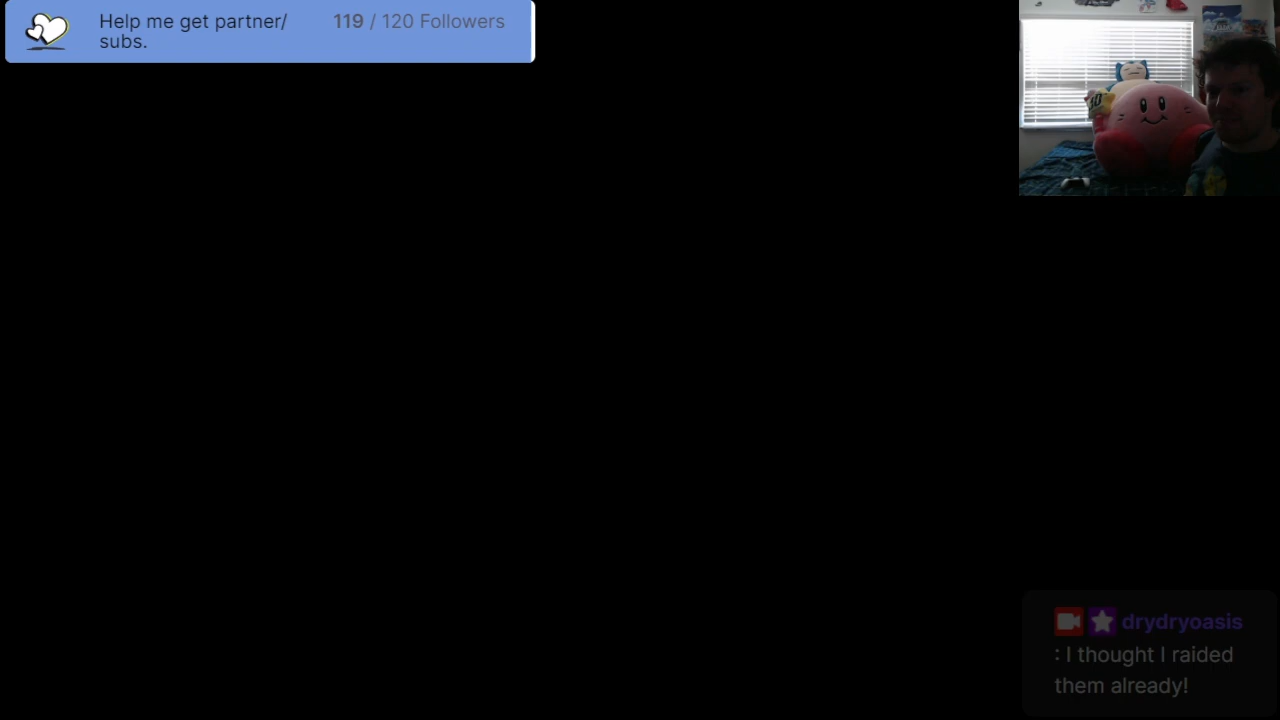 Help me get partner/
subs.
119 / 120 Followers
drydryoasis
: I thought I raided
them already!